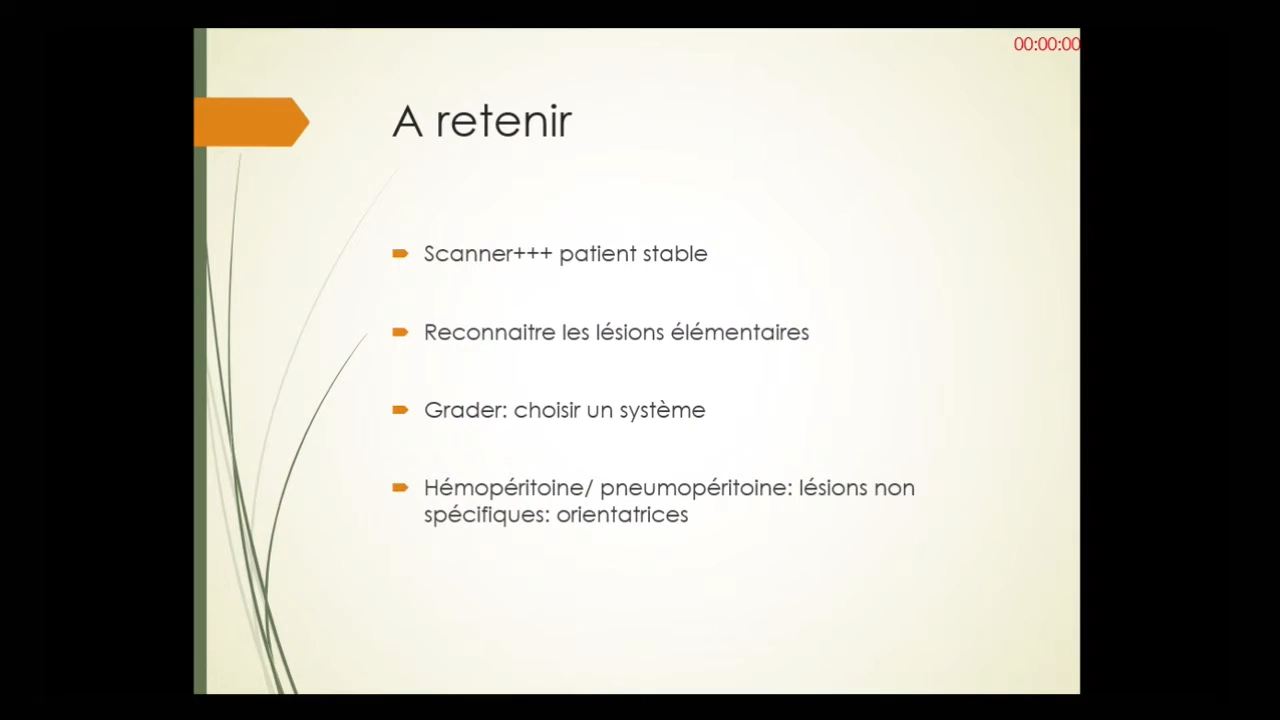 00:00:00
A retenir
Scanner+++ patient stable
Reconnaitre les lésions élémentaires
Grader: choisir un système
Hémopéritoine/ pneumopéritoine: lésions non
spécifiques: orientatrices